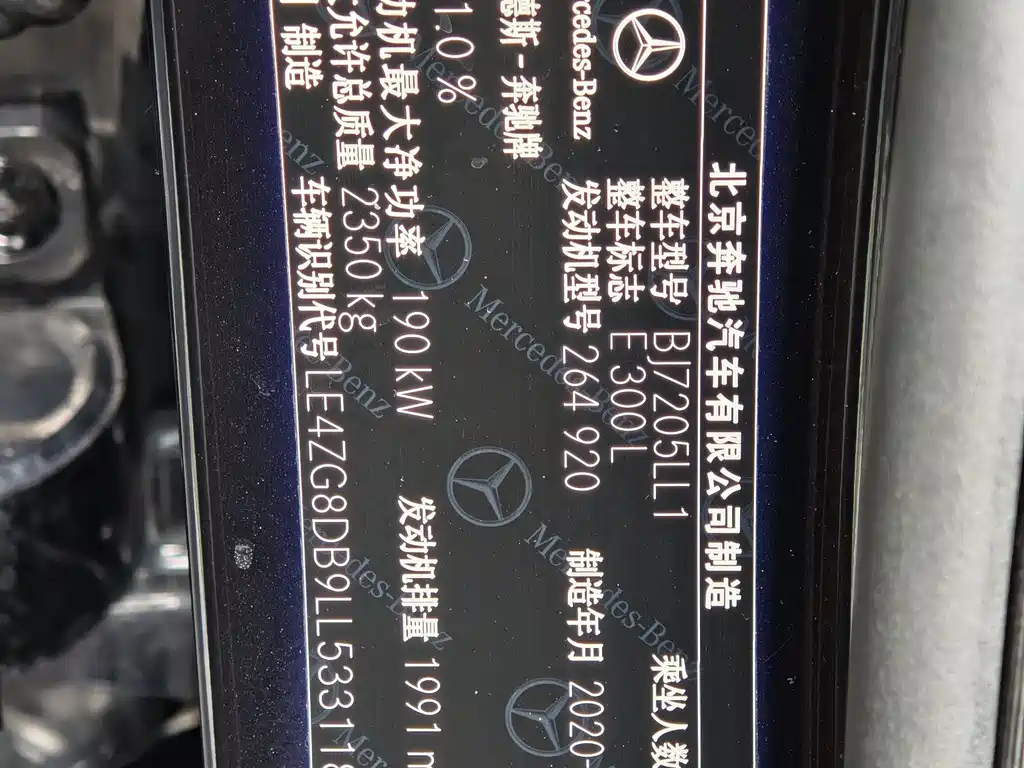 北京奔驰汽车有限公司制造
整车型号 BJ7205LL1 乘坐人数
整车标志 E 300L
cedes-Benz 发动机型号 264 920 制造年月 2020-
德斯-奔驰牌
1.0 %
动机最大净功率 190 kW 发动机排量 1991 m
允许总质量 2350 kg
制造 车辆识别代号 LE4ZG8DB9LL53318